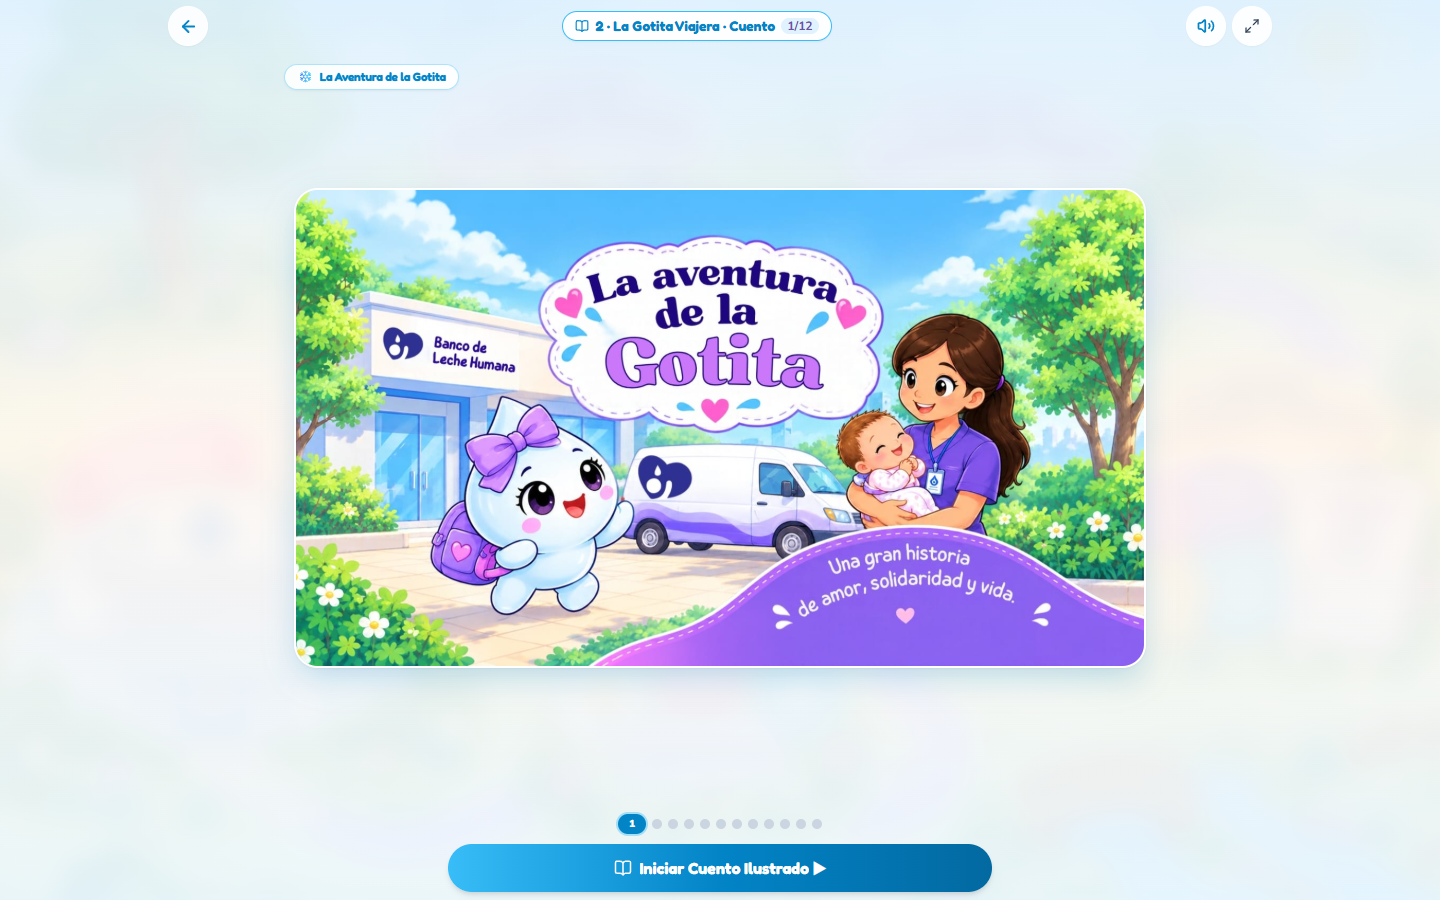 2 · La Gotita Viajera · Cuento 1/12
La Aventura de la Gotita
La aventura
de la
Gotita
Banco de
Leche Humana
Una gran historia
de amor, solidaridad y vida.
1
Iniciar Cuento Ilustrado